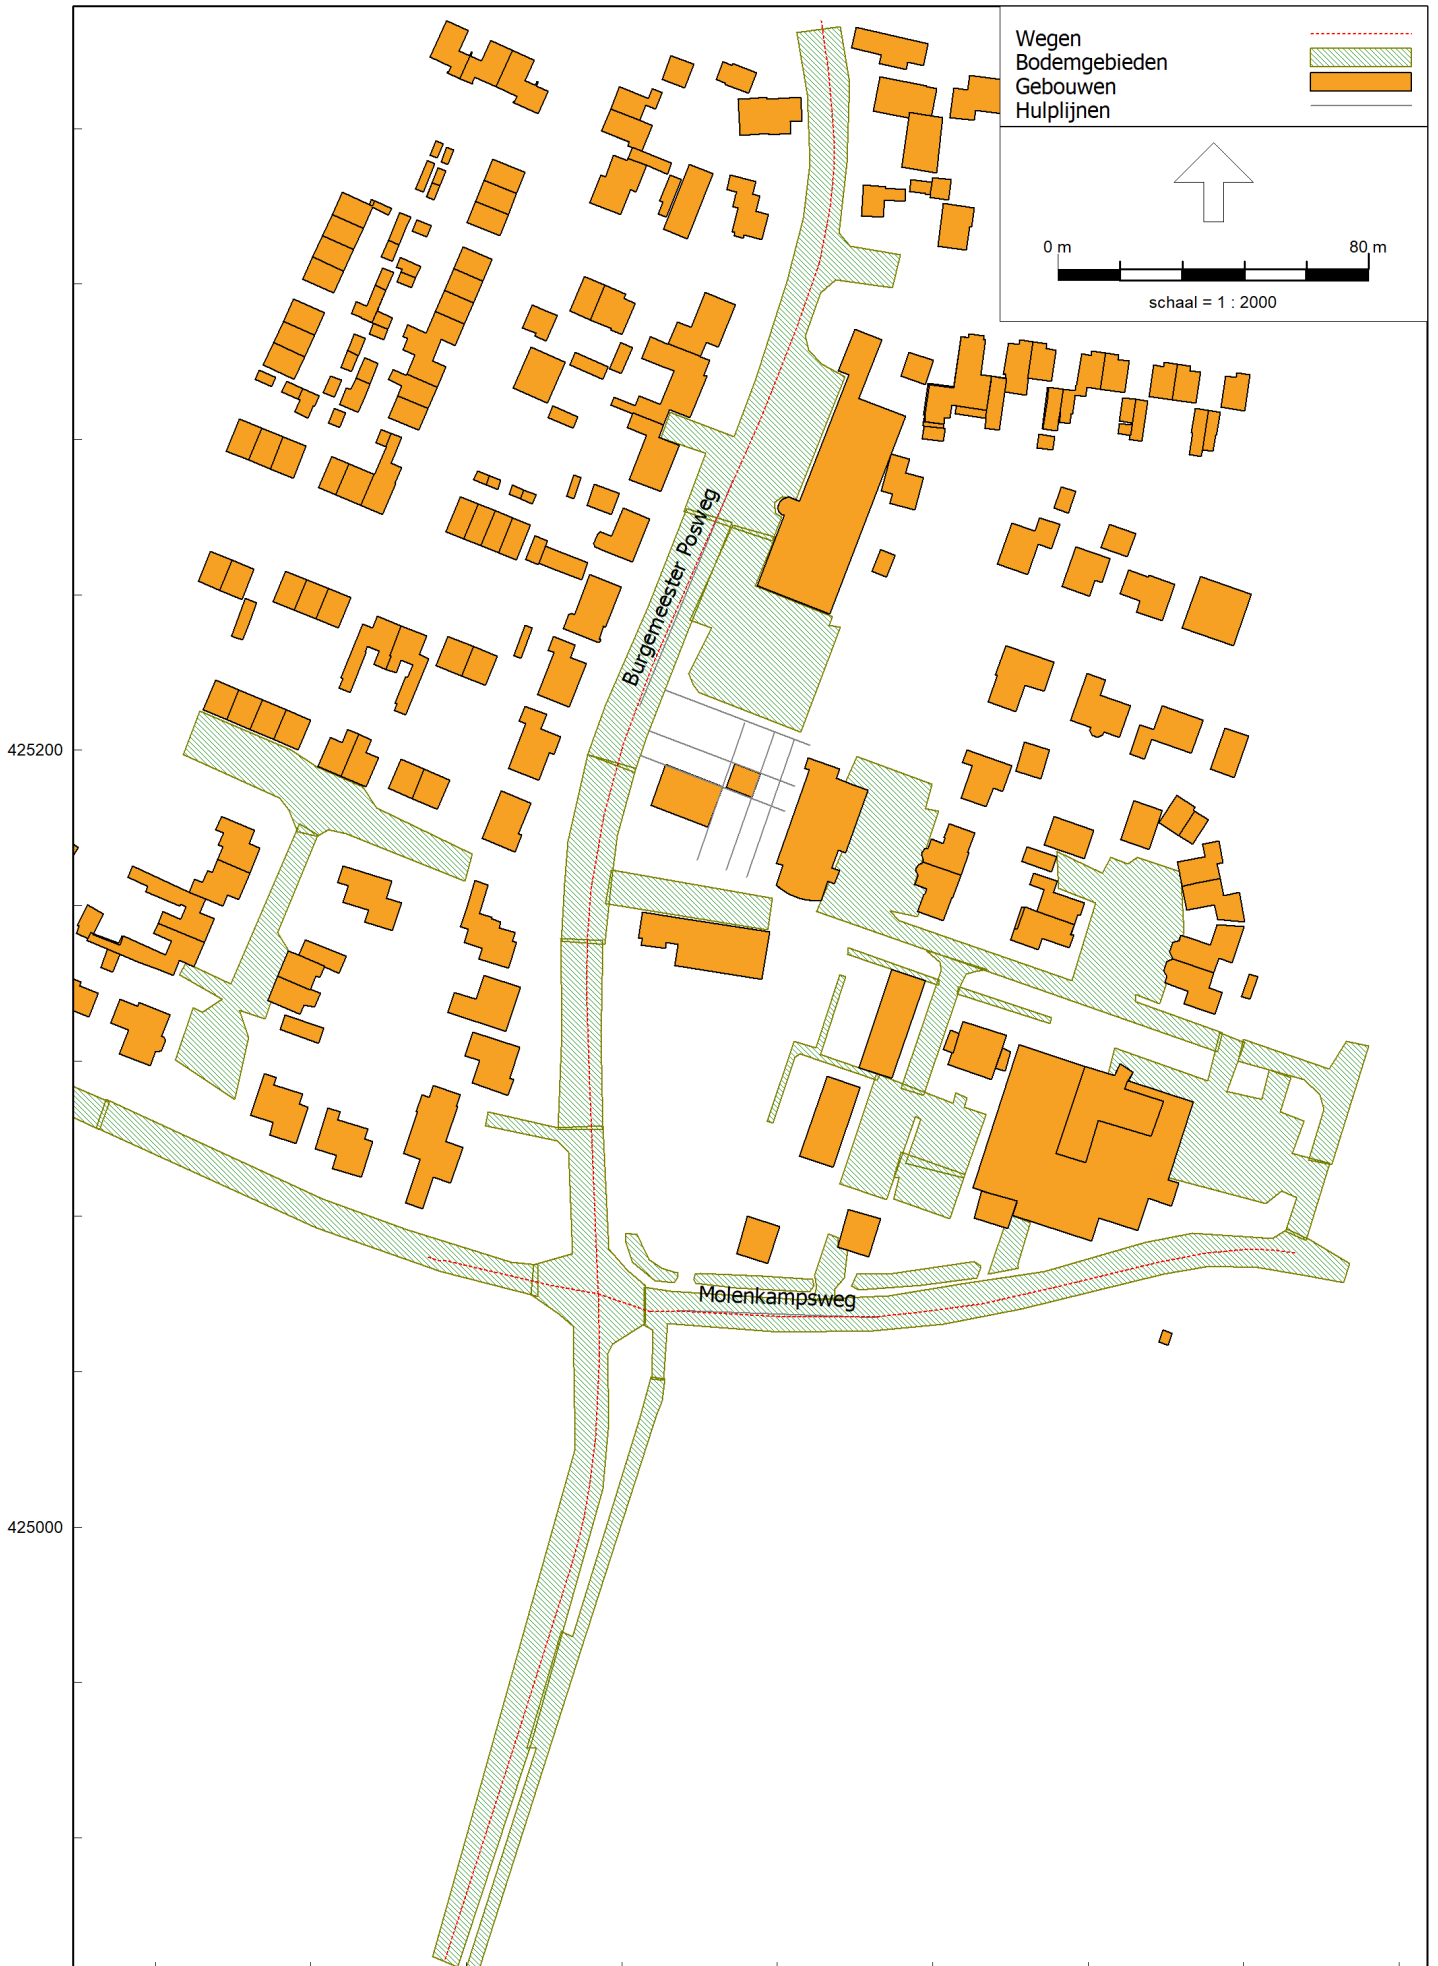 Wegen
Bodemgebieden
Gebouwen
Hulplijnen
0 m 80 m
schaal = 1 : 2000
Burgemeester Posweg
425200
Molenkampsweg
425000